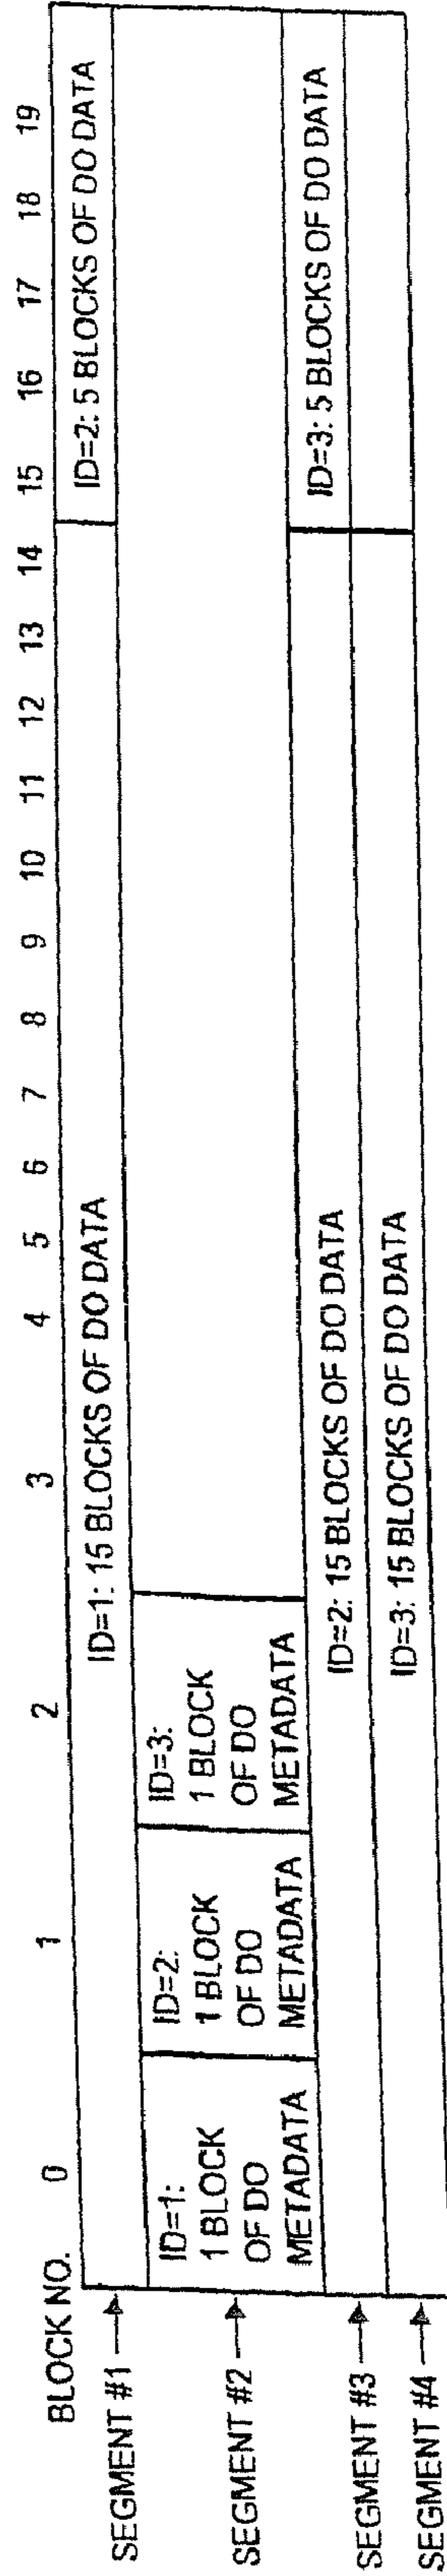 BLOCK NO. 0 1 2 3 4 5 6 7 8 9 10 11 12 13 14 15 16 17 18 19
SEGMENT #1
ID=1: 15 BLOCKS OF DO DATA
ID=2: 5 BLOCKS OF DO DATA
SEGMENT #2
ID=1:
1 BLOCK
OF DO
METADATA
ID=2:
1 BLOCK
OF DO
METADATA
ID=3:
1 BLOCK
OF DO
METADATA
SEGMENT #3
ID=2: 15 BLOCKS OF DO DATA
ID=3: 5 BLOCKS OF DO DATA
SEGMENT #4
ID=3: 15 BLOCKS OF DO DATA